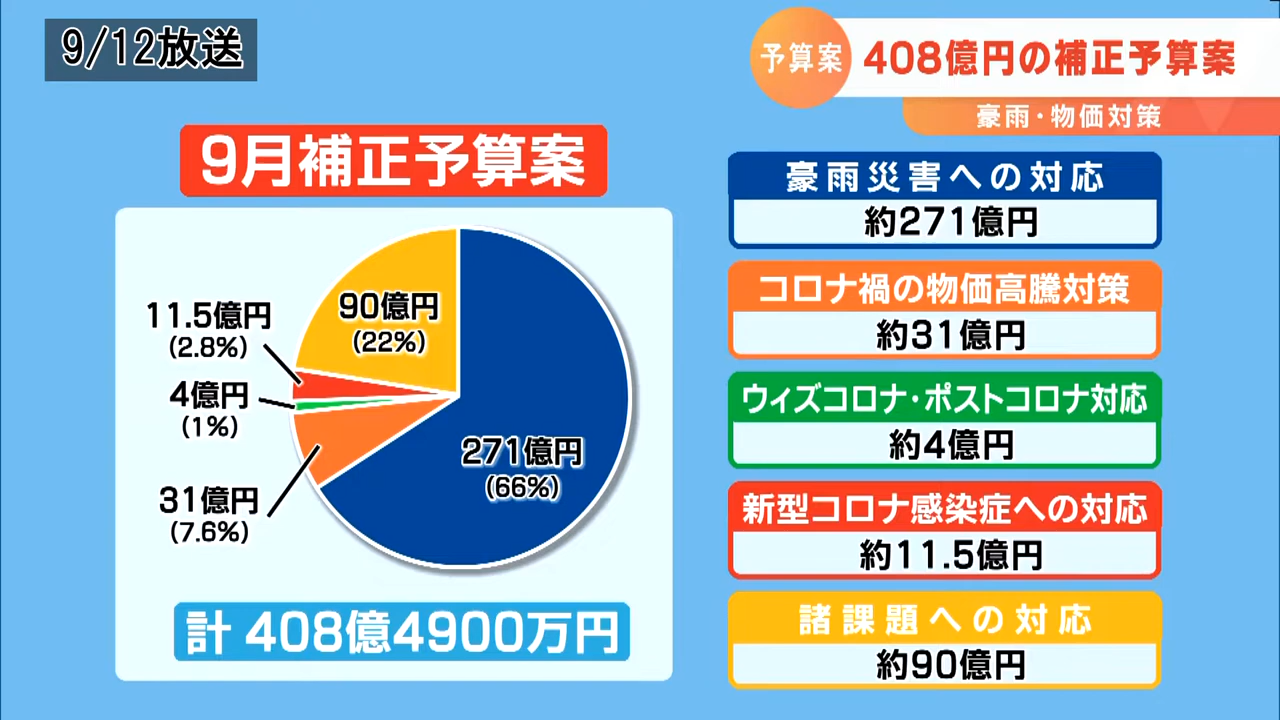 9/12放送
予算案
408億円の補正予算案
豪雨・物価対策
9月補正予算案
90億円
(22%)
11.5億円
(2.8%)
4億円
(1%)
31億円
(7.6%)
271億円
(66%)
計 408億4900万円
豪雨災害への対応
約271億円
コロナ禍の物価高騰対策
約31億円
ウィズコロナ・ポストコロナ対応
約4億円
新型コロナ感染症への対応
約11.5億円
諸課題への対応
約90億円